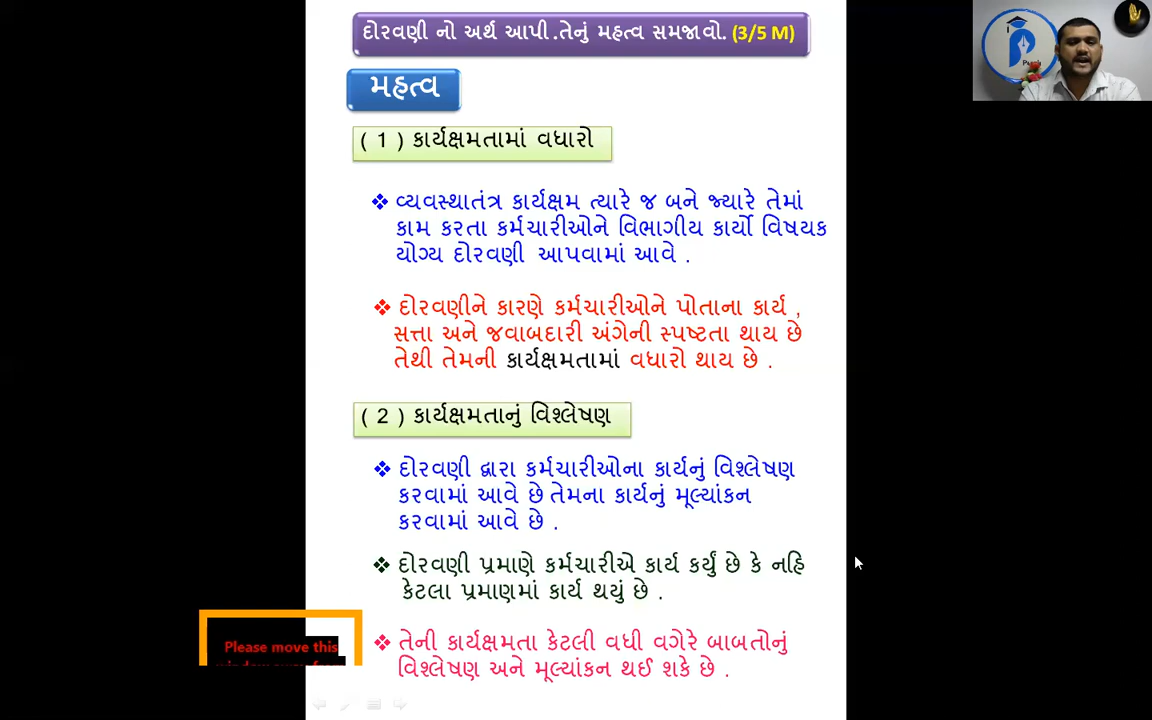 દોરવણી નો અર્થ આપી .તેનું મહત્વ સમજાવો. (3/5 M)
મહત્વ
( 1 ) કાર્યક્ષમતામાં વધારો
❖ વ્યવસ્થાતંત્ર કાર્યક્ષમ ત્યારે જ બને જ્યારે તેમાં
કામ કરતા કર્મચારીઓને વિભાગીય કાર્યો વિષયક
યોગ્ય દોરવણી આપવામાં આવે .
❖ દોરવણીને કારણે કર્મચારીઓને પોતાના કાર્ય ,
સત્તા અને જવાબદારી અંગેની સ્પષ્ટતા થાય છે
તેથી તેમની કાર્યક્ષમતામાં વધારો થાય છે .
( 2 ) કાર્યક્ષમતાનું વિશ્લેષણ
❖ દોરવણી દ્વારા કર્મચારીઓના કાર્યનું વિશ્લેષણ
કરવામાં આવે છે તેમના કાર્યનું મૂલ્યાંકન
કરવામાં આવે છે .
❖ દોરવણી પ્રમાણે કર્મચારીએ કાર્ય કર્યું છે કે નહિ
કેટલા પ્રમાણમાં કાર્ય થયું છે .
❖ તેની કાર્યક્ષમતા કેટલી વધી વગેરે બાબતોનું
વિશ્લેષણ અને મૂલ્યાંકન થઈ શકે છે .
Please move this